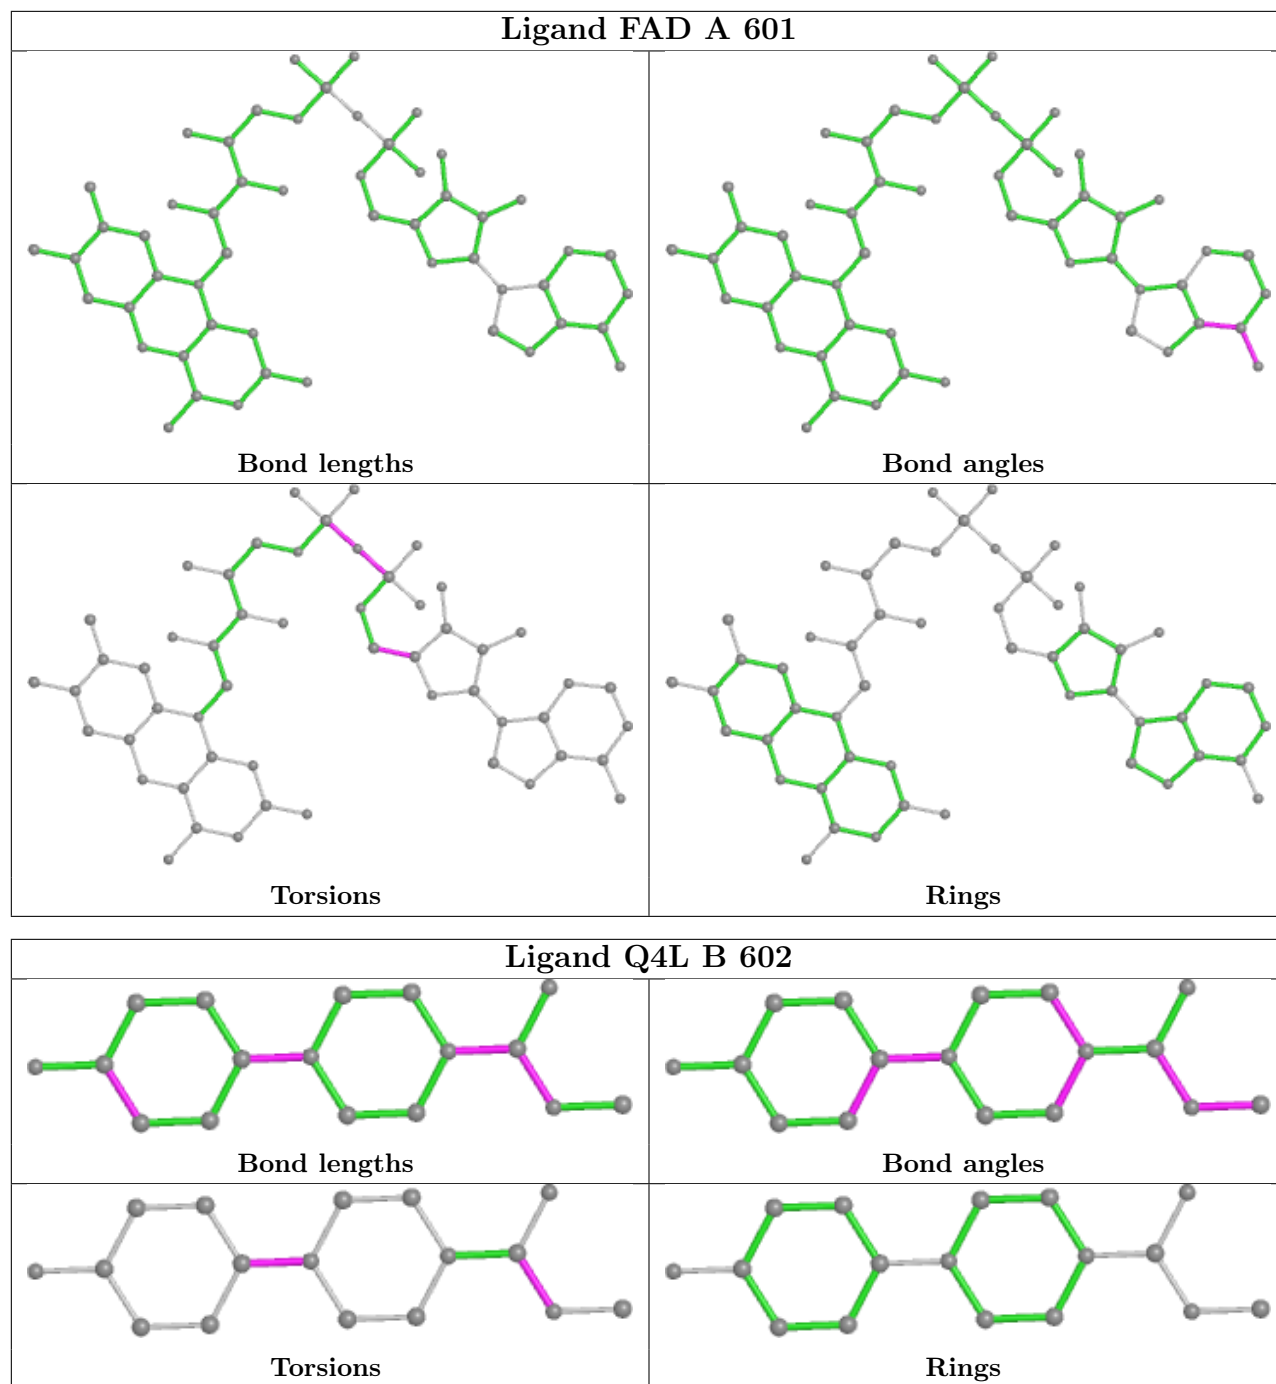 Ligand FAD A 601
Bond lengths
Bond angles
Torsions
Rings
Ligand Q4L B 602
Bond lengths
Bond angles
Torsions
Rings